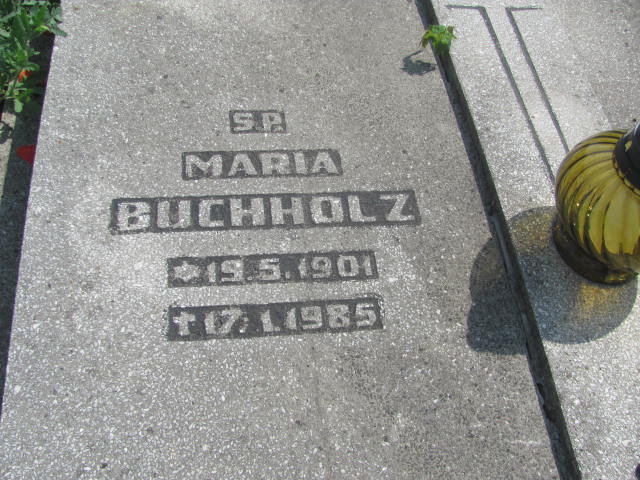 S.P.
MARIA
BUCHHOLZ
* 19.5.1901
† 17.1.1985